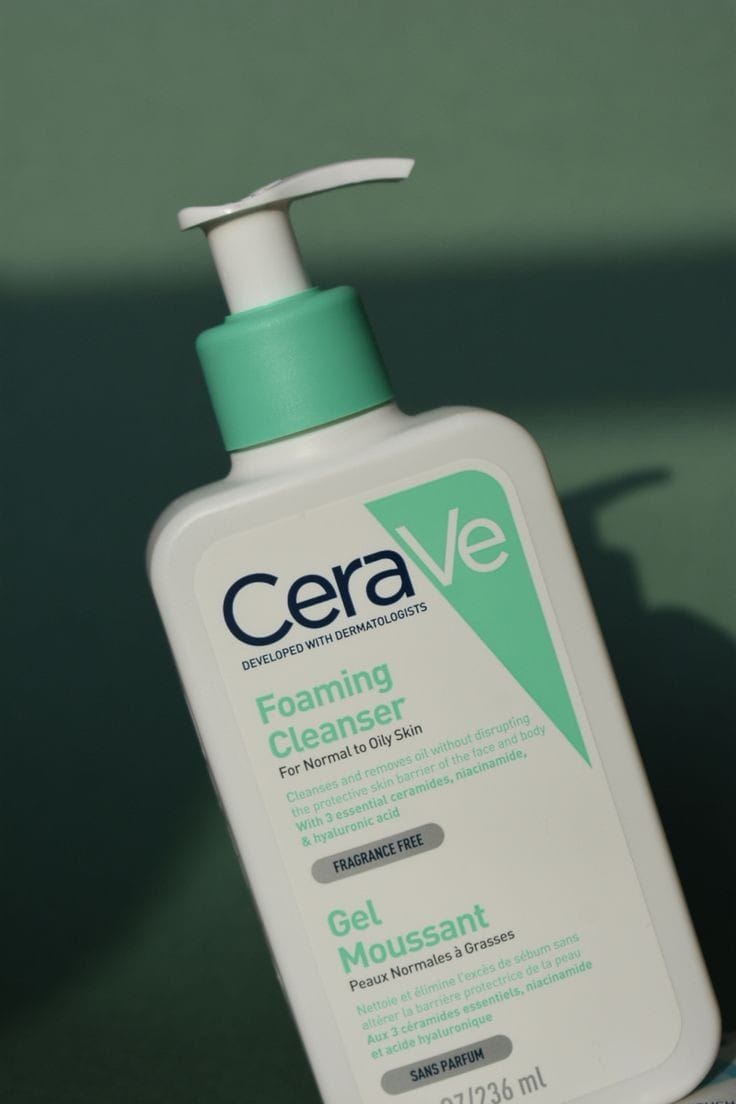 CeraVe
DEVELOPED WITH DERMATOLOGISTS
Foaming
Cleanser
For Normal to Oily Skin
Cleanses and removes oil without disrupting
the protective skin barrier of the face and body
With 3 essential ceramides, niacinamide,
& hyaluronic acid
FRAGRANCE FREE
Gel
Moussant
Peaux Normales à Grasses
Nettoie et élimine l'excès de sébum sans
altérer la barrière protectrice de la peau
Aux 3 céramides essentiels, niacinamide
et acide hyaluronique
SANS PARFUM
OZ/236 ml